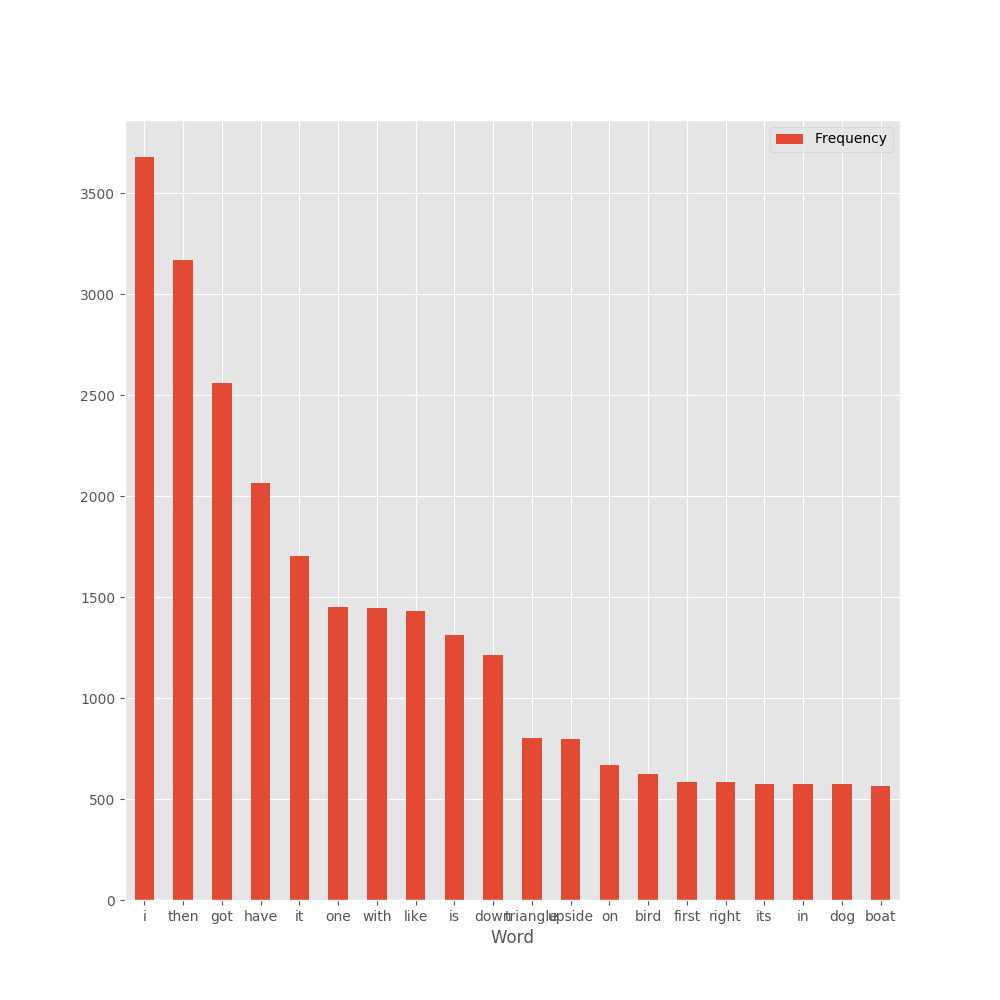 Frequency
3500
3000
2500
2000
1500
1000
500
0
i then got have it one with like is down triangle upside on bird first right its in dog boat
Word